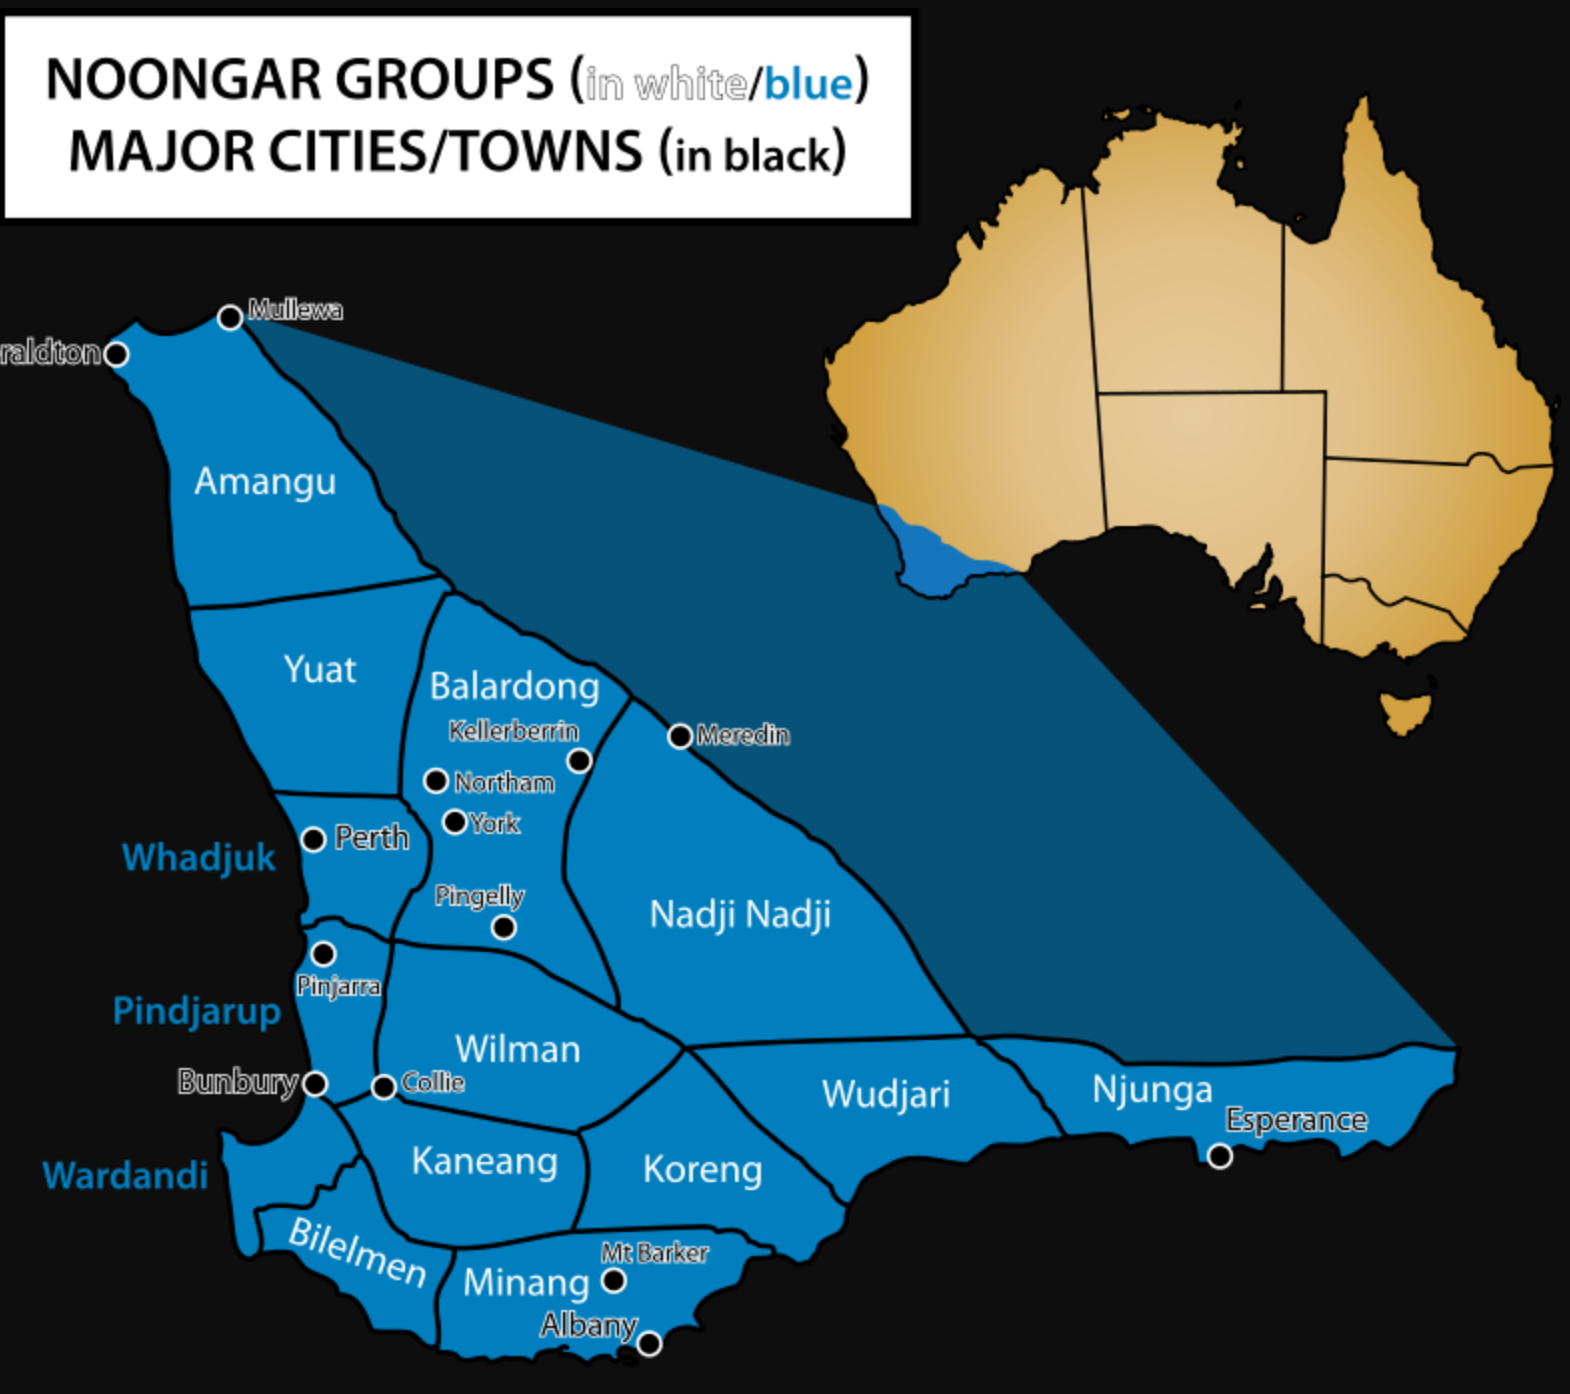 NOONGAR GROUPS (in white/blue)
MAJOR CITIES/TOWNS (in black)
Mullewa
raldton
Amangu
Yuat
Balardong
Kellerberrin
Meredin
Northam
York
Perth
Whadjuk
Pingelly
Nadji Nadji
Pinjarra
Pindjarup
Wilman
Bunbury
Collie
Wudjari
Njunga
Esperance
Kaneang
Koreng
Wardandi
Bilelmen
Mt Barker
Minang
Albany